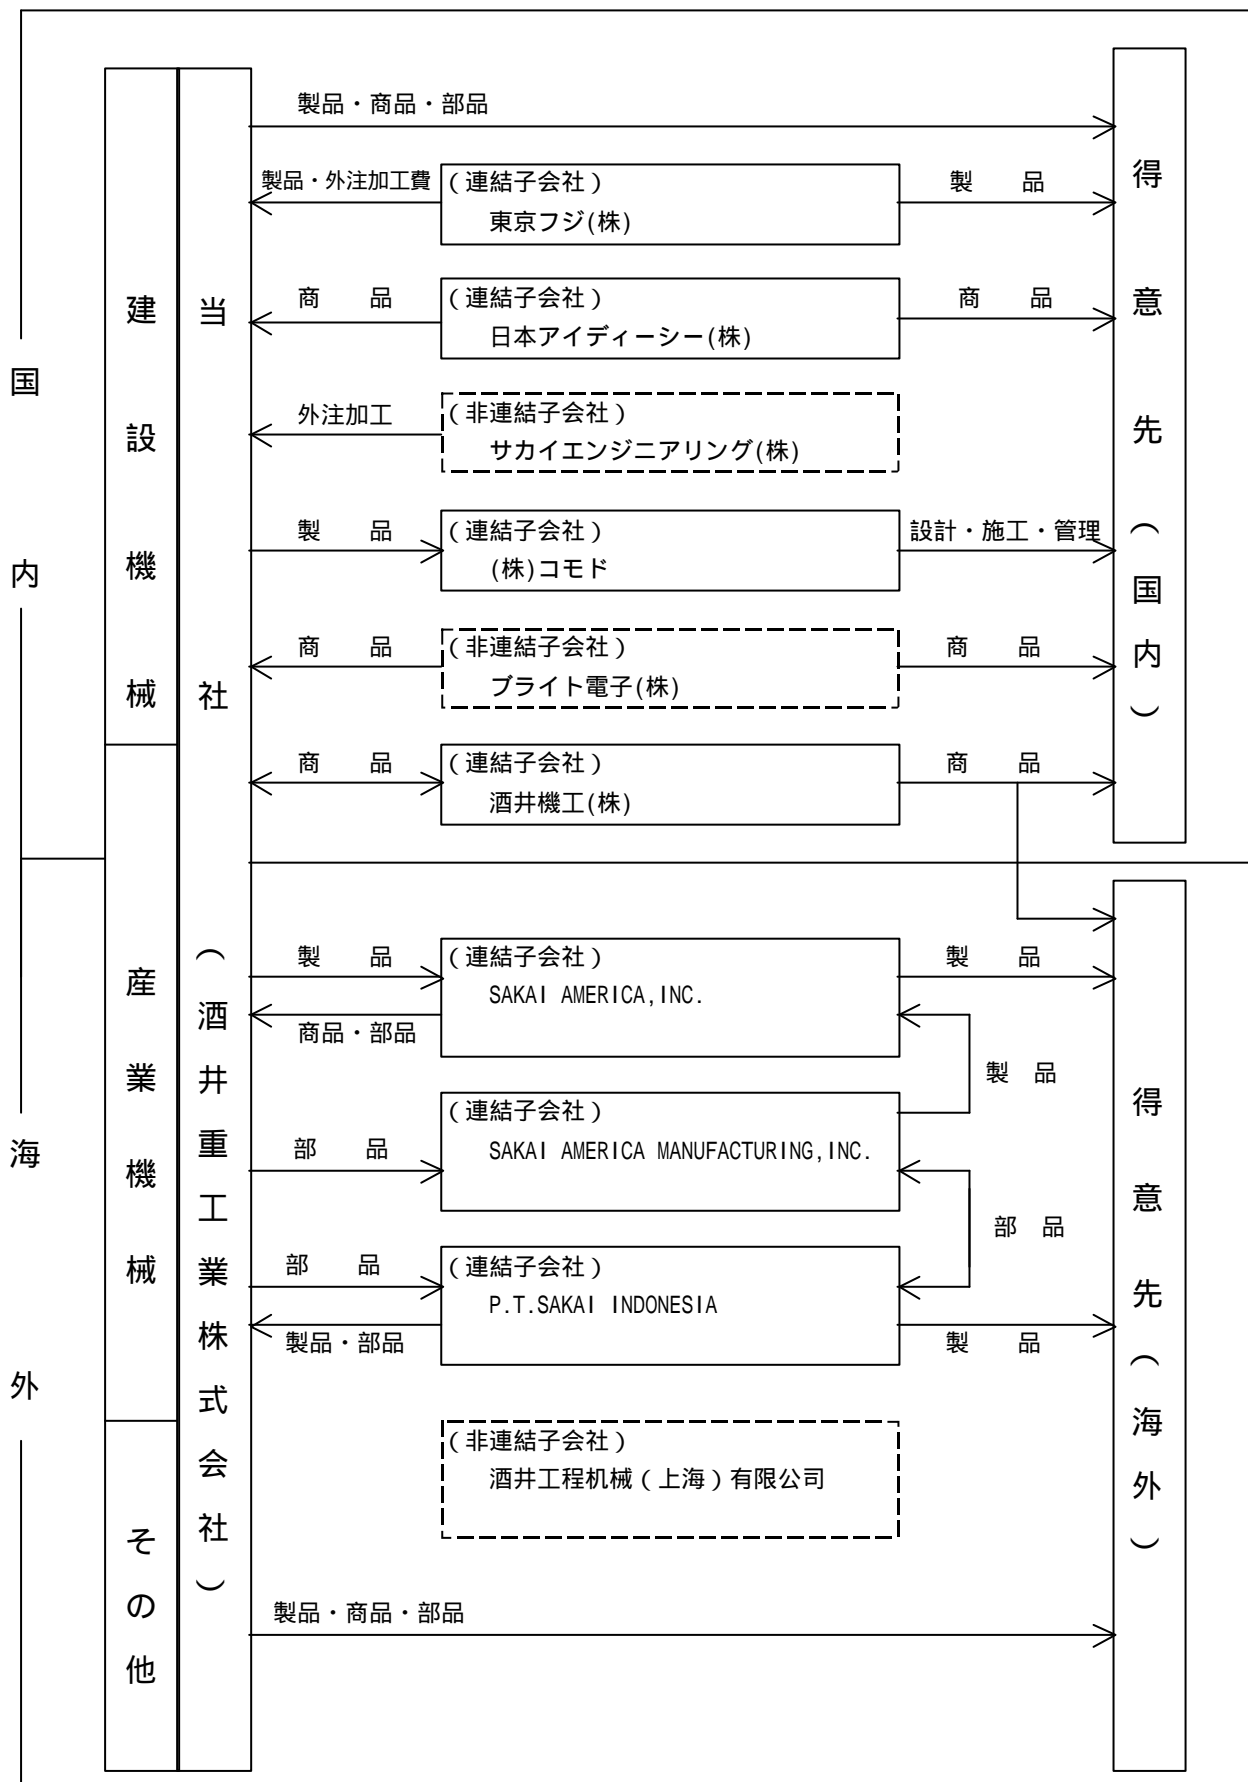 国内
海外
建設機械
産業機械
その他
当社(酒井重工業株式会社)
製品・商品・部品
製品・外注加工費
(連結子会社)
東京フジ(株)
製　品
商　品
(連結子会社)
日本アイディーシー(株)
商　品
外注加工
(非連結子会社)
サカイエンジニアリング(株)
製　品
(連結子会社)
(株)コモド
設計・施工・管理
商　品
(非連結子会社)
ブライト電子(株)
商　品
商　品
(連結子会社)
酒井機工(株)
商　品
得意先(国内)
製　品
商品・部品
(連結子会社)
SAKAI AMERICA,INC.
製　品
製　品
部　品
(連結子会社)
SAKAI AMERICA MANUFACTURING,INC.
部　品
部　品
製品・部品
(連結子会社)
P.T.SAKAI INDONESIA
製　品
(非連結子会社)
酒井工程机械(上海)有限公司
製品・商品・部品
得意先(海外)